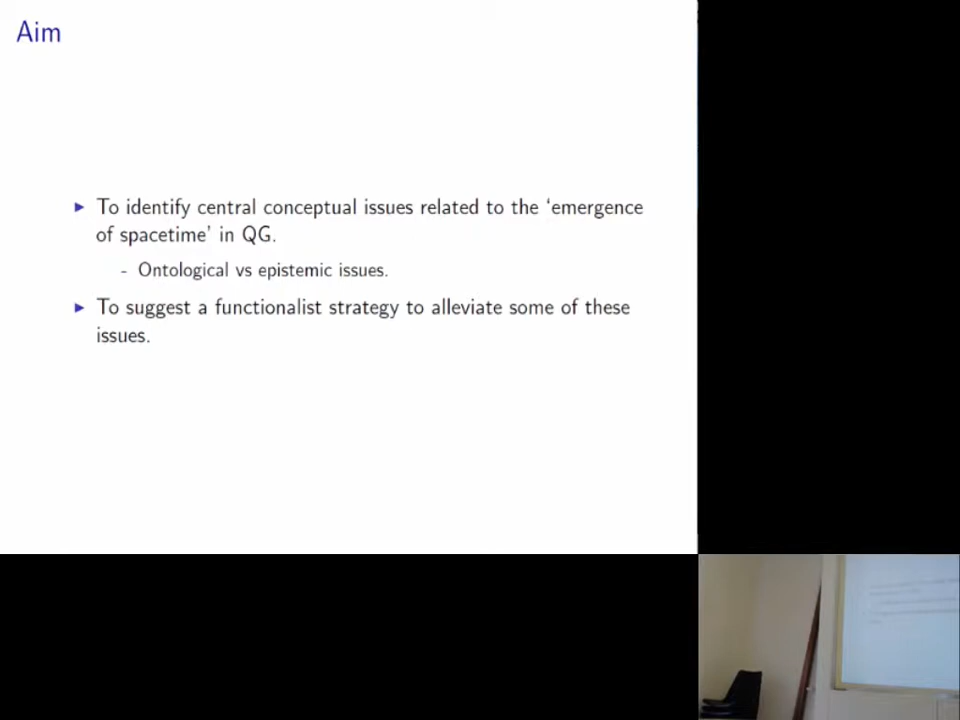 Aim
▶ To identify central conceptual issues related to the ‘emergence
of spacetime’ in QG.
- Ontological vs epistemic issues.
▶ To suggest a functionalist strategy to alleviate some of these
issues.